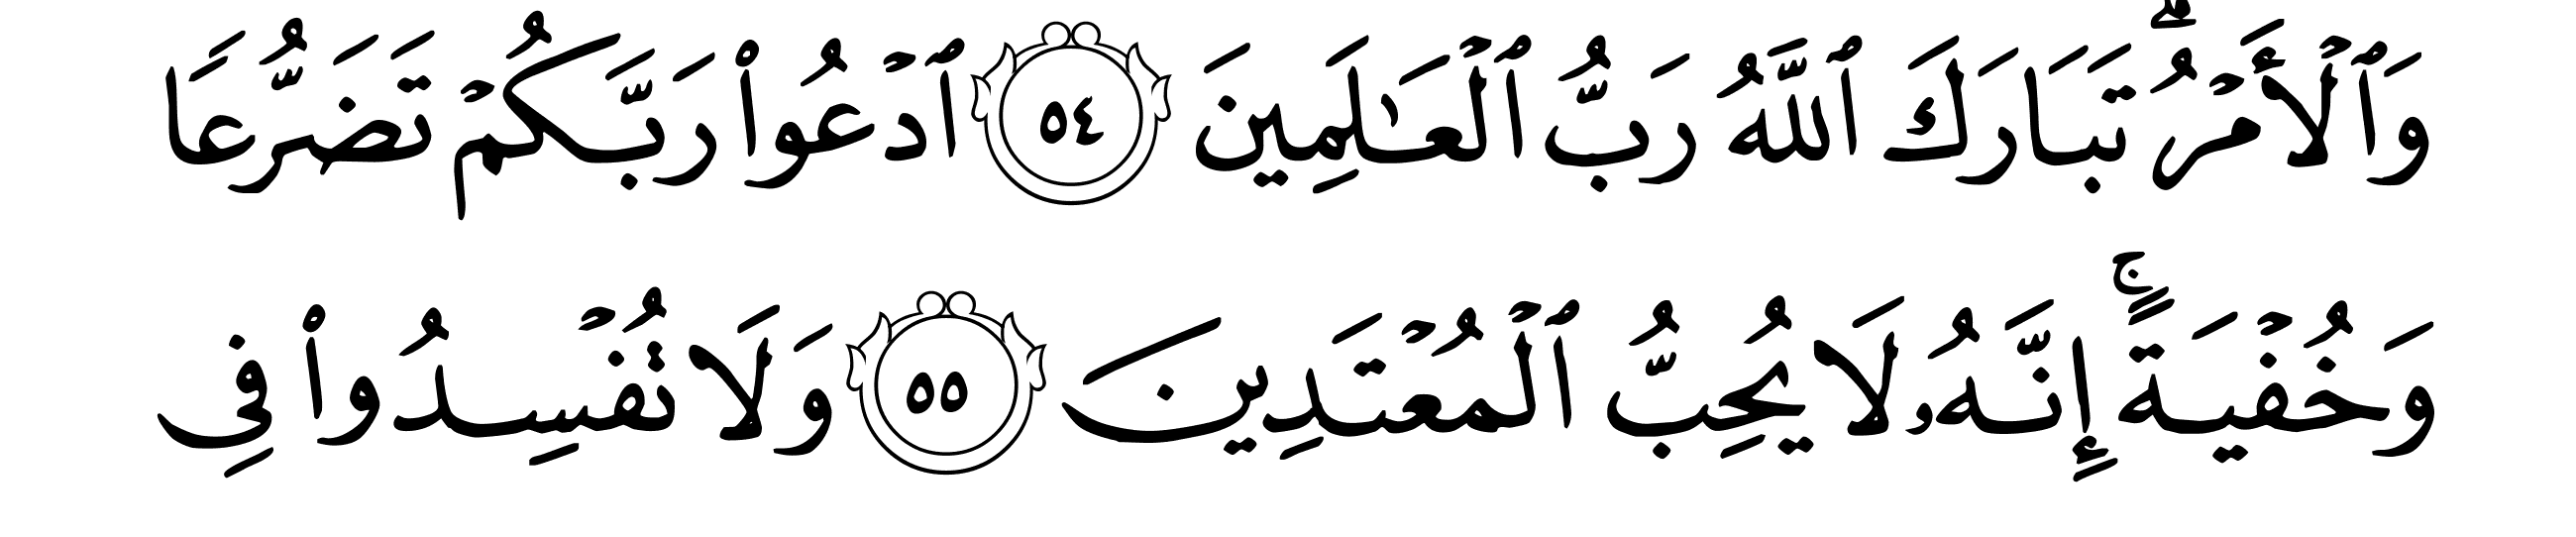 وَٱلۡأَمۡرُۗ تَبَارَكَ ٱللَّهُ رَبُّ ٱلۡعَٰلَمِينَ ٥٤ ٱدۡعُواْ رَبَّكُمۡ تَضَرُّعًا
وَخُفۡيَةًۚ إِنَّهُۥ لَا يُحِبُّ ٱلۡمُعۡتَدِينَ ٥٥ وَلَا تُفۡسِدُواْ فِي